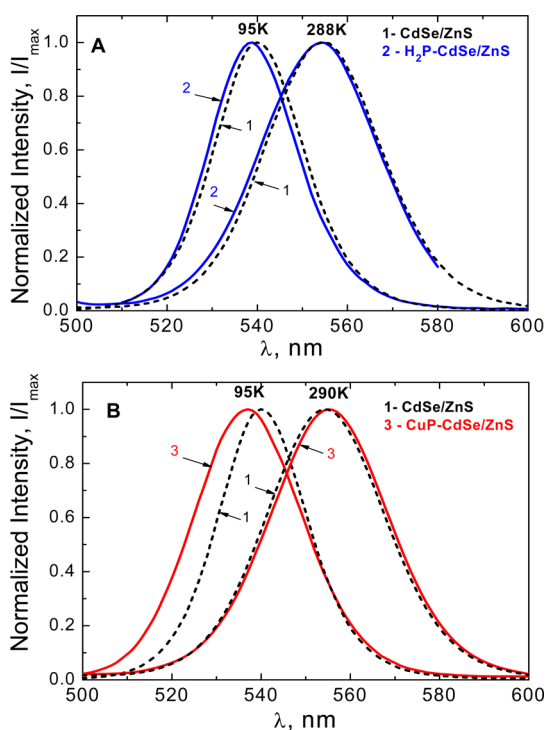 95K 288K
A
1- CdSe/ZnS
2 - H₂P-CdSe/ZnS
2
1
2
1
1.0
0.8
0.6
0.4
0.2
0.0
500 520 540 560 580 600
λ, nm
Normalized Intensity, I/Imax
95K 290K
B
1- CdSe/ZnS
3 - CuP-CdSe/ZnS
3
3
1
1
1.0
0.8
0.6
0.4
0.2
0.0
500 520 540 560 580 600
λ, nm
Normalized Intensity, I/Imax